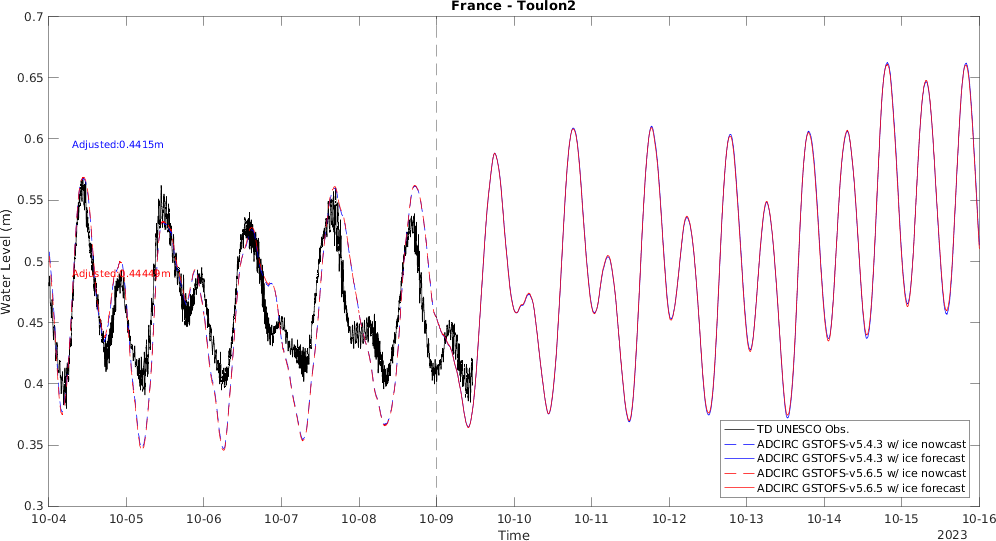 France - Toulon2
0.7
0.65
0.6
0.55
0.5
0.45
0.4
0.35
0.3
Water Level (m)
Adjusted:0.4415m
Adjusted:0.44449m
TD UNESCO Obs.
ADCIRC GSTOFS-v5.4.3 w/ ice nowcast
ADCIRC GSTOFS-v5.4.3 w/ ice forecast
ADCIRC GSTOFS-v5.6.5 w/ ice nowcast
ADCIRC GSTOFS-v5.6.5 w/ ice forecast
10-04 10-05 10-06 10-07 10-08 10-09 10-10 10-11 10-12 10-13 10-14 10-15 10-16
Time
2023